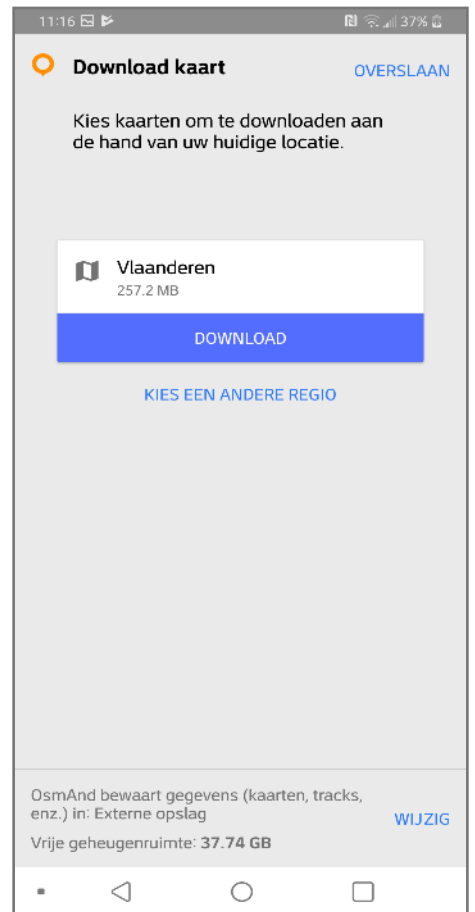 11:16 37%
Download kaart
OVERSLAAN
Kies kaarten om te downloaden aan
de hand van uw huidige locatie.
Vlaanderen
257.2 MB
DOWNLOAD
KIES EEN ANDERE REGIO
OsmAnd bewaart gegevens (kaarten, tracks,
enz.) in: Externe opslag
WIJZIG
Vrije geheugenruimte: 37.74 GB